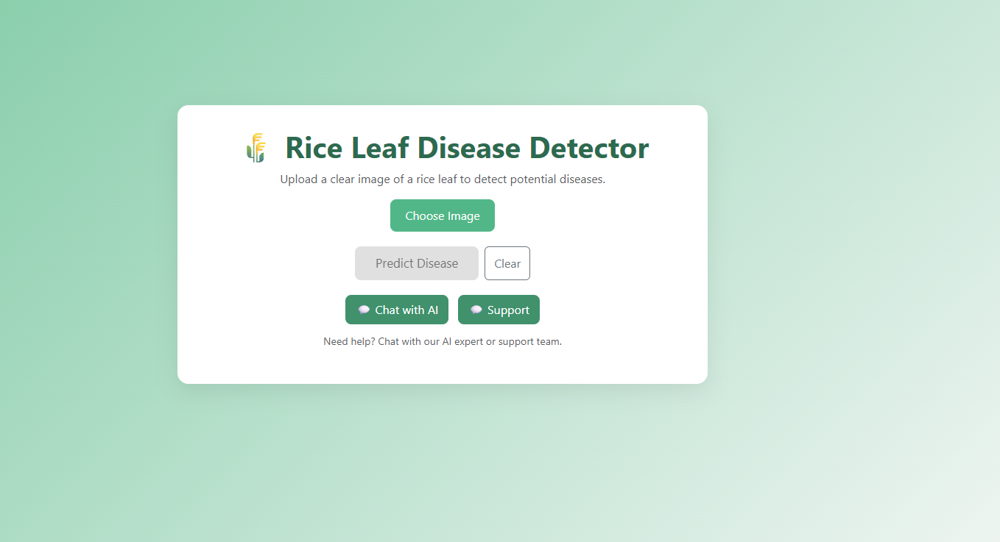 Rice Leaf Disease Detector
Upload a clear image of a rice leaf to detect potential diseases.
Choose Image
Predict Disease Clear
Chat with AI Support
Need help? Chat with our AI expert or support team.